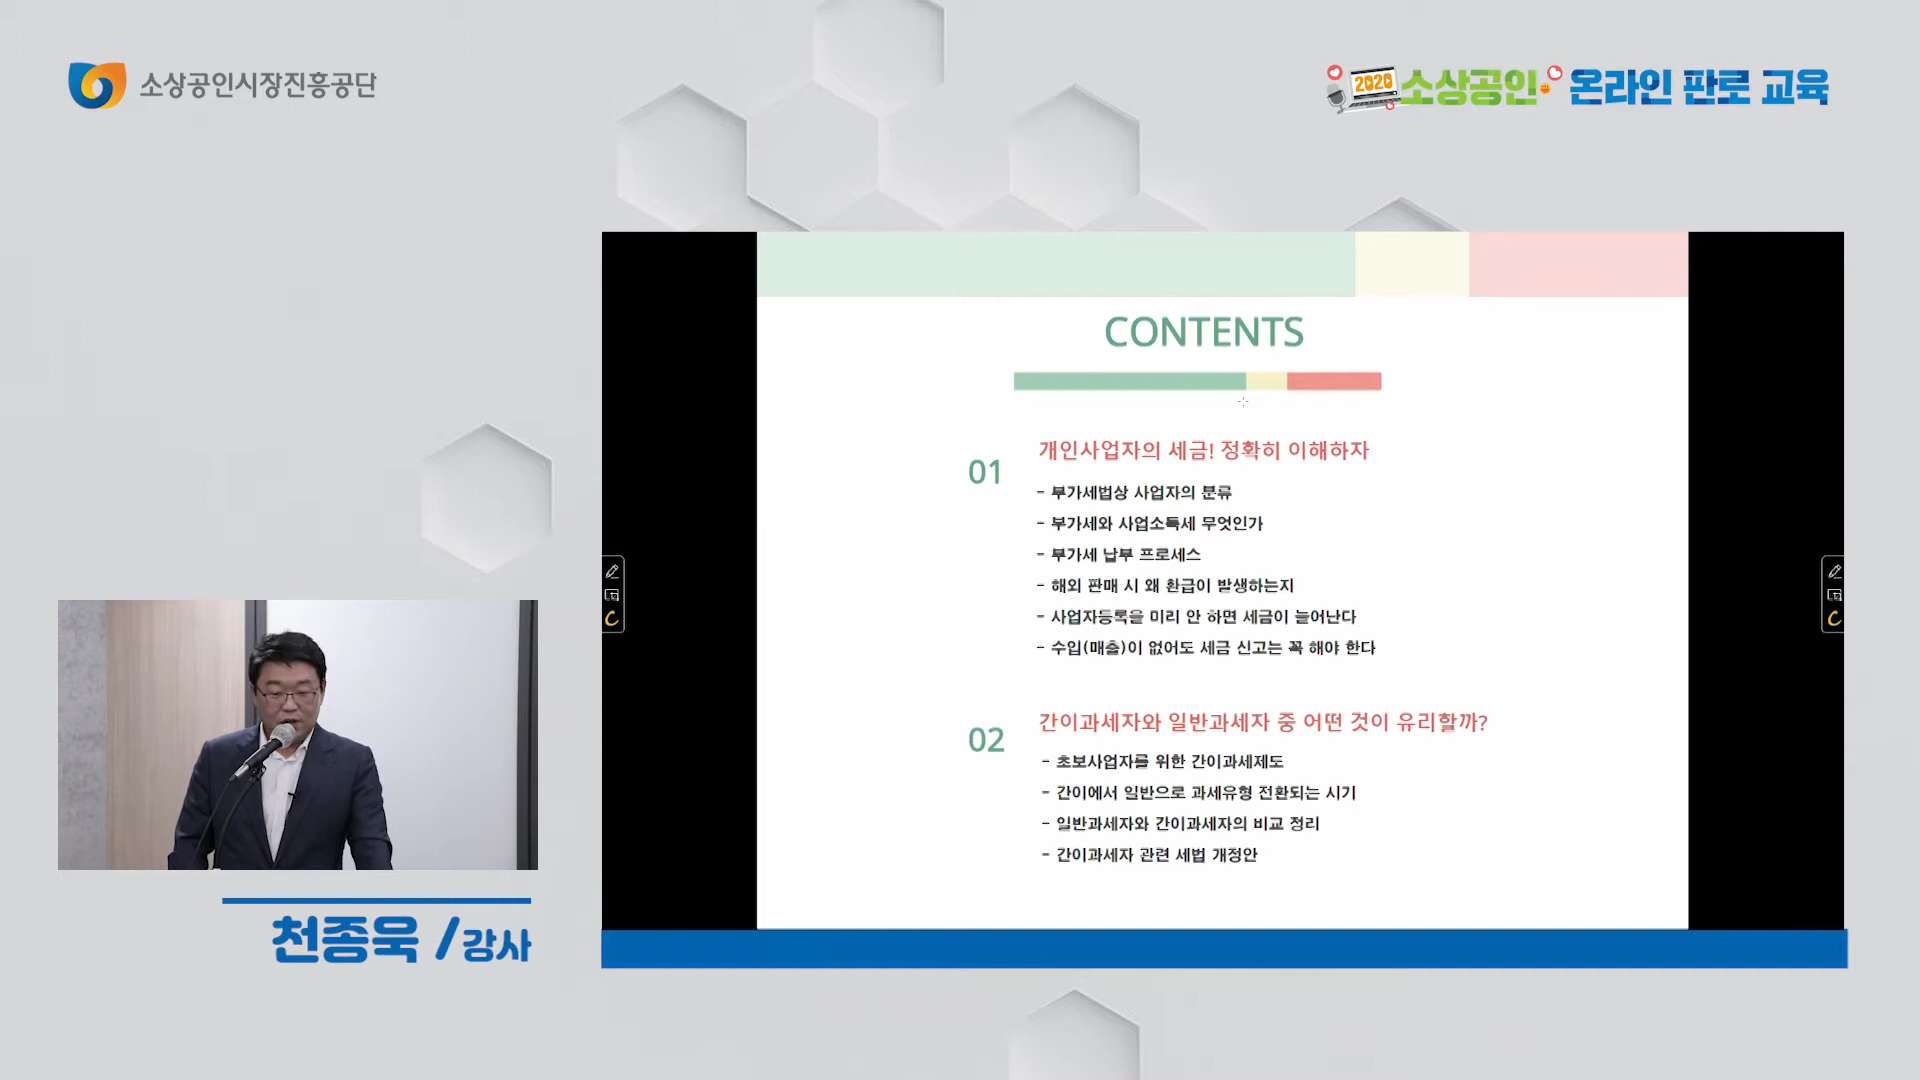 소상공인시장진흥공단
2020 소상공인 온라인 판로 교육
CONTENTS
01
개인사업자의 세금! 정확히 이해하자
- 부가세법상 사업자의 분류
- 부가세와 사업소득세 무엇인가
- 부가세 납부 프로세스
- 해외 판매 시 왜 환급이 발생하는지
- 사업자등록을 미리 안 하면 세금이 늘어난다
- 수입(매출)이 없어도 세금 신고는 꼭 해야 한다
02
간이과세자와 일반과세자 중 어떤 것이 유리할까?
- 초보사업자를 위한 간이과세제도
- 간이에서 일반으로 과세유형 전환되는 시기
- 일반과세자와 간이과세자의 비교 정리
- 간이과세자 관련 세법 개정안
천종욱 / 강사